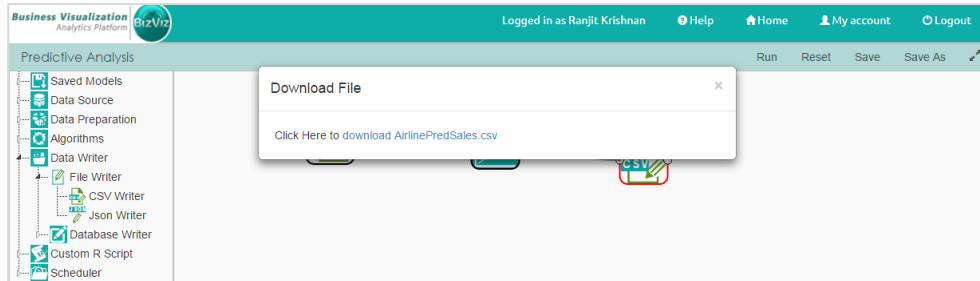 Business Visualization
Analytics Platform
BIZVIZ
Logged in as Ranjit Krishnan
Help
Home
My account
Logout
Predictive Analysis
Run
Reset
Save
Save As
Saved Models
Data Source
Data Preparation
Algorithms
Data Writer
File Writer
CSV Writer
Json Writer
Database Writer
Custom R Script
Scheduler
Download File
×
Click Here to download AirlinePredSales.csv
CSV